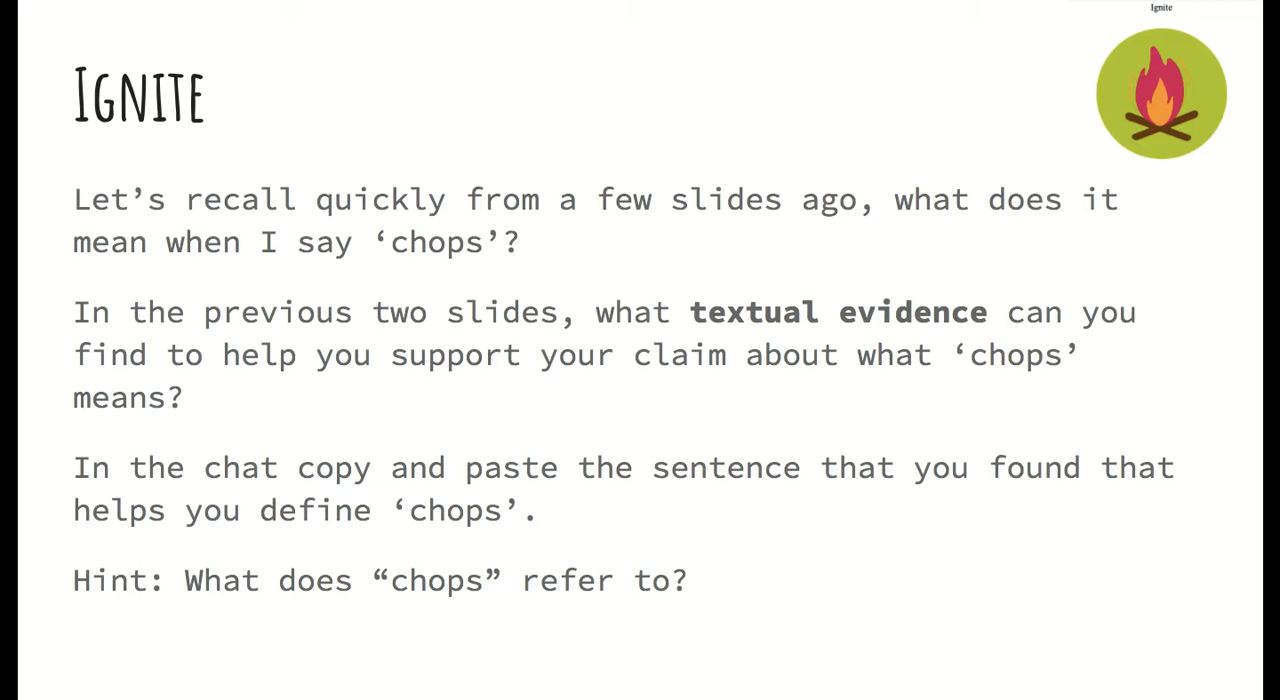 Ignite
Ignite
Let’s recall quickly from a few slides ago, what does it
mean when I say ‘chops’?
In the previous two slides, what textual evidence can you
find to help you support your claim about what ‘chops’
means?
In the chat copy and paste the sentence that you found that
helps you define ‘chops’.
Hint: What does “chops” refer to?